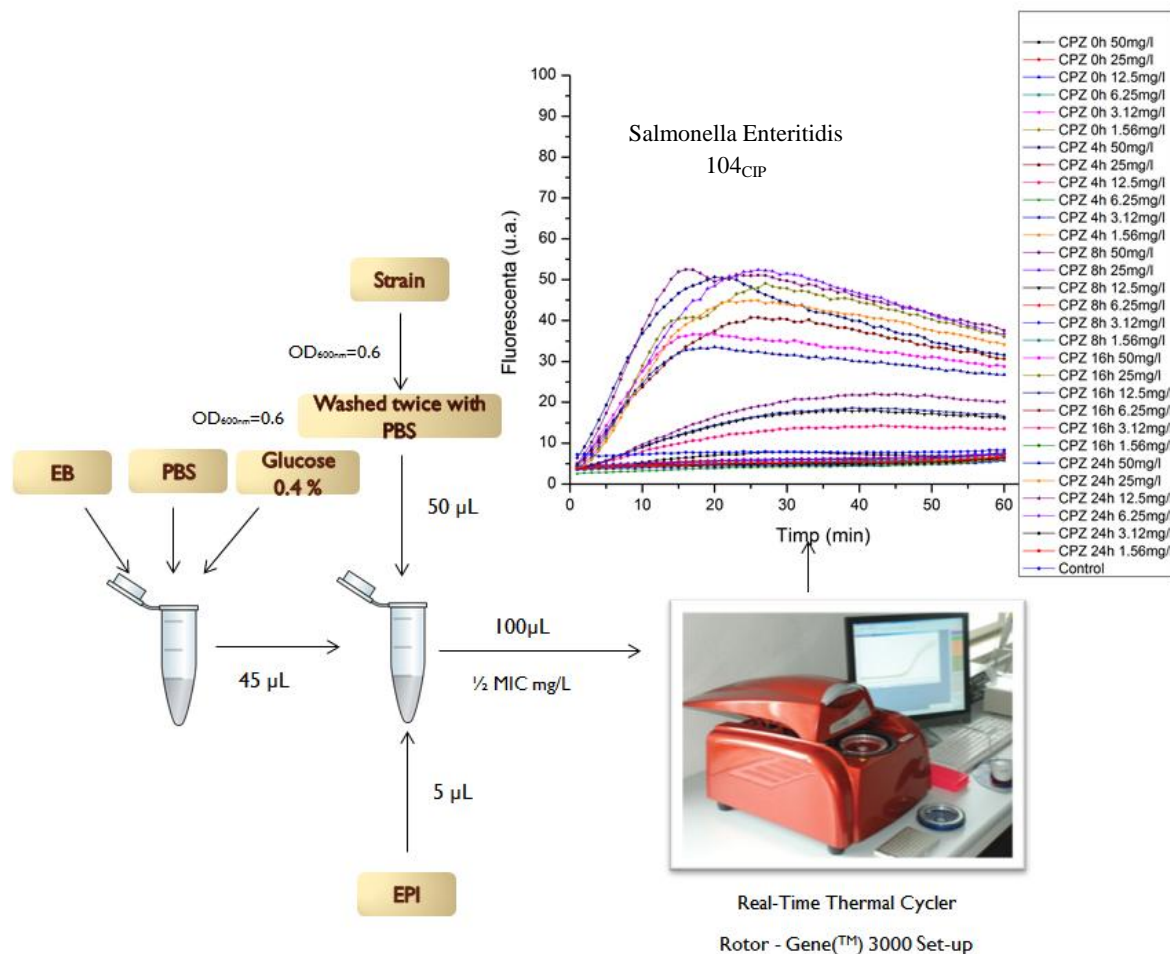 100
90
80
70
60
50
40
30
20
10
0
Fluorescenta (u.a.)
Salmonella Enteritidis
104CIP
0
10
20
30
40
50
60
Timp (min)
CPZ 0h 50mg/l
CPZ 0h 25mg/l
CPZ 0h 12.5mg/l
CPZ 0h 6.25mg/l
CPZ 0h 3.12mg/l
CPZ 0h 1.56mg/l
CPZ 4h 50mg/l
CPZ 4h 25mg/l
CPZ 4h 12.5mg/l
CPZ 4h 6.25mg/l
CPZ 4h 3.12mg/l
CPZ 4h 1.56mg/l
CPZ 8h 50mg/l
CPZ 8h 25mg/l
CPZ 8h 12.5mg/l
CPZ 8h 6.25mg/l
CPZ 8h 3.12mg/l
CPZ 8h 1.56mg/l
CPZ 16h 50mg/l
CPZ 16h 25mg/l
CPZ 16h 12.5mg/l
CPZ 16h 6.25mg/l
CPZ 16h 3.12mg/l
CPZ 16h 1.56mg/l
CPZ 24h 50mg/l
CPZ 24h 25mg/l
CPZ 24h 12.5mg/
CPZ 24h 6.25mg/
CPZ 24h 3.12mg/
CPZ 24h 1.56mg/
Control
Strain
OD600nm=0.6
OD600nm=0.6
Washed twice with
PBS
EB
PBS
Glucose
0.4 %
50 µL
45 µL
100µL
½ MIC mg/L
5 µL
EPI
Real-Time Thermal Cycler
Rotor - Gene(TM) 3000 Set-up